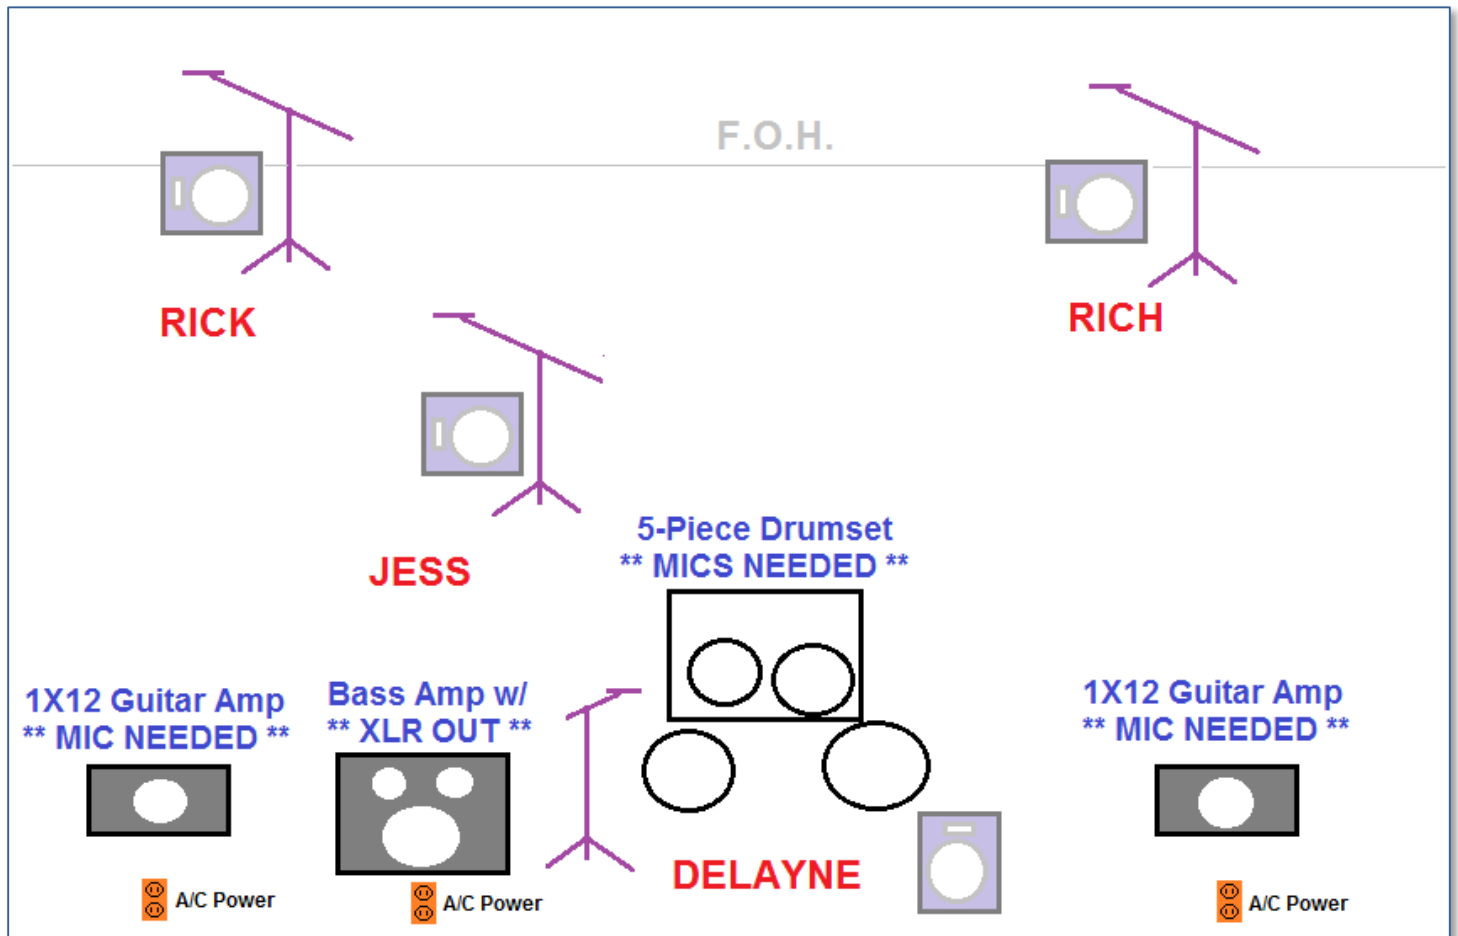 F.O.H.
RICK
RICH
JESS
5-Piece Drumset
** MICS NEEDED **
1X12 Guitar Amp
** MIC NEEDED **
Bass Amp w/
** XLR OUT **
1X12 Guitar Amp
** MIC NEEDED **
DELAYNE
A/C Power
A/C Power
A/C Power